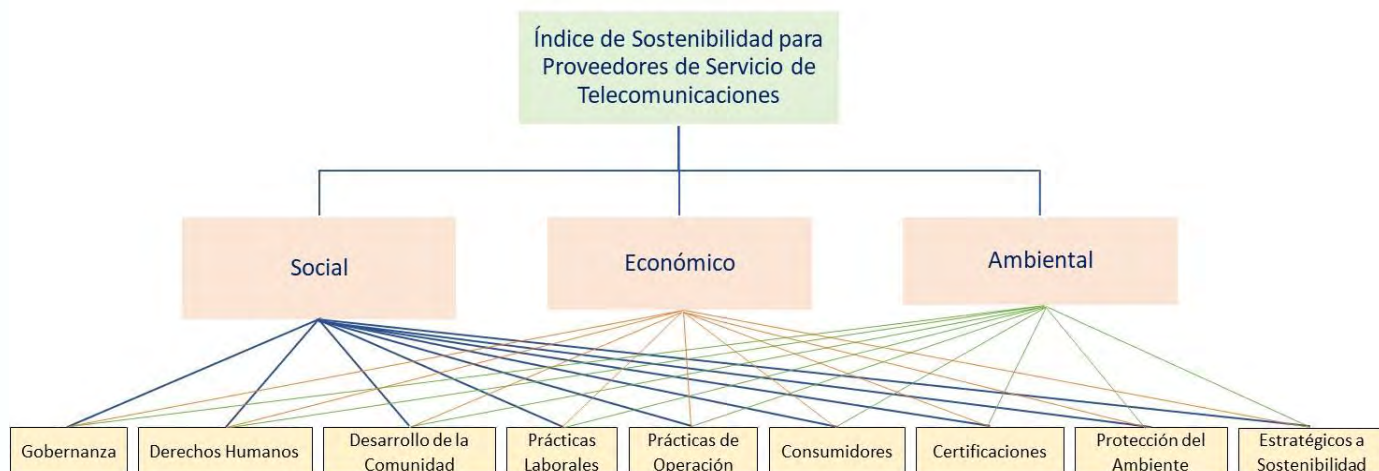 Índice de Sostenibilidad para
Proveedores de Servicio de
Telecomunicaciones
Social
Económico
Ambiental
Gobernanza
Derechos Humanos
Desarrollo de la
Comunidad
Prácticas
Laborales
Prácticas de
Operación
Consumidores
Certificaciones
Protección del
Ambiente
Estratégicos a
Sostenibilidad